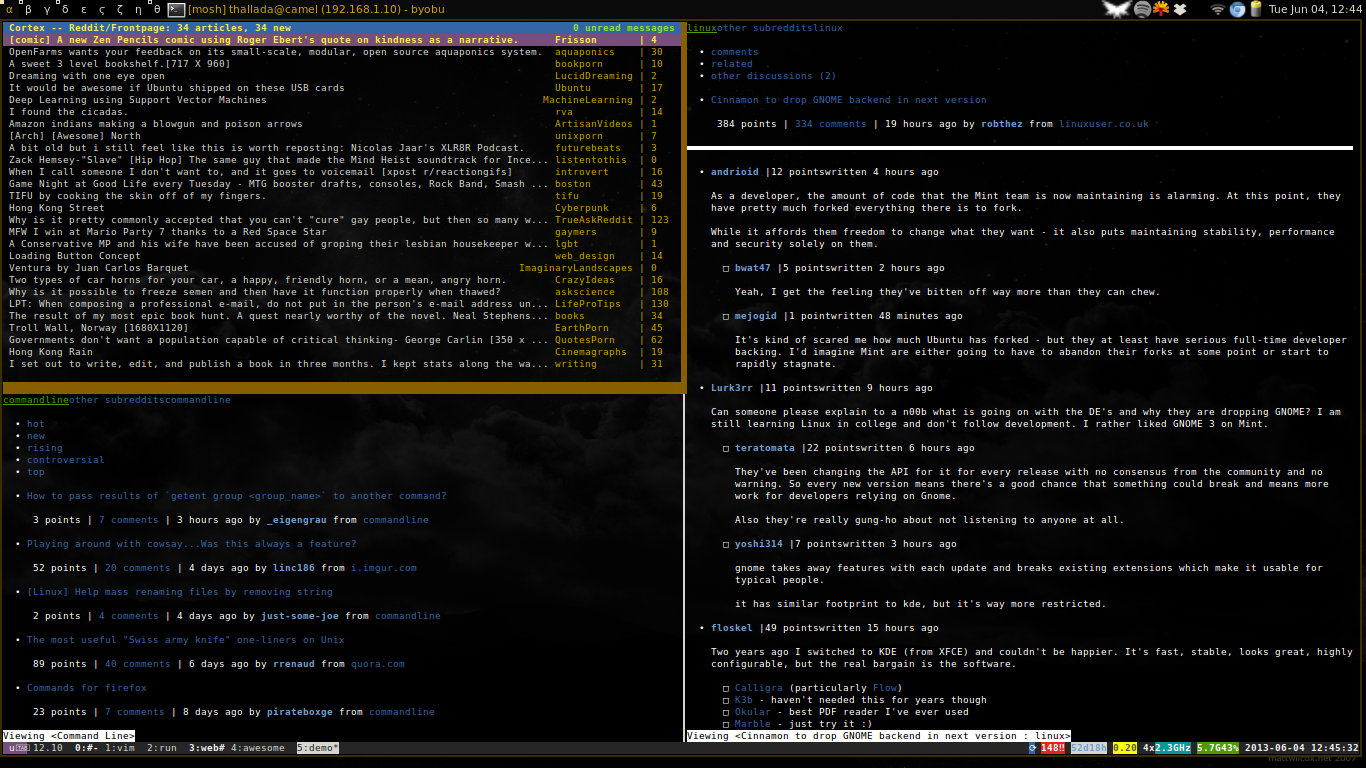 α β γ δ ε ζ η θ [mosh] thallada@camel (192.168.1.10) - byobu Tue Jun 04, 12:44
Cortex -- Reddit/Frontpage: 34 articles, 34 new 0 unread messages
[comic] A new Zen Pencils comic using Roger Ebert's quote on kindness as a narrative. Frisson | 4
OpenFarms wants your feedback on its small-scale, modular, open source aquaponics system. aquaponics | 30
A sweet 3 level bookshelf.[717 X 960] bookporn | 10
Dreaming with one eye open LucidDreaming | 2
It would be awesome if Ubuntu shipped on these USB cards Ubuntu | 17
Deep Learning using Support Vector Machines MachineLearning | 2
I found the cicadas. rva | 14
Amazon indians making a blowgun and poison arrows ArtisanVideos | 1
[Arch] [Awesome] North unixporn | 7
A bit old but i still feel like this is worth reposting: Nicolas Jaar's XLR8R Podcast. futurebeats | 3
Zack Hemsey-"Slave" [Hip Hop] The same guy that made the Mind Heist soundtrack for Ince... listentothis | 0
When I call someone I don't want to, and it goes to voicemail [xpost r/reactiongifs] introvert | 16
Game Night at Good Life every Tuesday - MTG booster drafts, consoles, Rock Band, Smash ... boston | 43
TIFU by cooking the skin off of my fingers. tifu | 19
Hong Kong Street Cyberpunk | 6
Why is it pretty commonly accepted that you can't "cure" gay people, but then so many w... TrueAskReddit | 123
MFW I win at Mario Party 7 thanks to a Red Space Star gaymers | 9
A Conservative MP and his wife have been accused of groping their lesbian housekeeper w... lgbt | 1
Loading Button Concept web_design | 14
Ventura by Juan Carlos Barquet ImaginaryLandscapes | 0
Two types of car horns for your car, a happy, friendly horn, or a mean, angry horn. CrazyIdeas | 16
Why is it possible to freeze semen and then have it function properly when thawed? askscience | 108
LPT: When composing a professional e-mail, do not put in the person's e-mail address un... LifeProTips | 130
The result of my most epic book hunt. A quest nearly worthy of the novel. Neal Stephens... books | 34
Troll Wall, Norway [1680X1120] EarthPorn | 45
Governments don't want a population capable of critical thinking- George Carlin [350 x ... QuotesPorn | 62
Hong Kong Rain Cinemagraphs | 19
I set out to write, edit, and publish a book in three months. I kept stats along the wa... writing | 31
commandlineother subredditscommandline
• hot
• new
• rising
• controversial
• top
• How to pass results of `getent group <group_name>` to another command?
3 points | 7 comments | 3 hours ago by _eigengrau from commandline
• Playing around with cowsay...Was this always a feature?
52 points | 20 comments | 4 days ago by linc186 from i.imgur.com
• [Linux] Help mass renaming files by removing string
2 points | 4 comments | 4 days ago by just-some-joe from commandline
• The most useful "Swiss army knife" one-liners on Unix
89 points | 40 comments | 6 days ago by rrenaud from quora.com
• Commands for firefox
23 points | 7 comments | 8 days ago by pirateboxge from commandline
Viewing <Command Line>
linuxother subredditslinux
• comments
• related
• other discussions (2)
• Cinnamon to drop GNOME backend in next version
384 points | 334 comments | 19 hours ago by robthez from linuxuser.co.uk
• andrioid |12 pointswritten 4 hours ago
As a developer, the amount of code that the Mint team is now maintaining is alarming. At this point, they
have pretty much forked everything there is to fork.
While it affords them freedom to change what they want - it also puts maintaining stability, performance
and security solely on them.
□ bwat47 |5 pointswritten 2 hours ago
Yeah, I get the feeling they've bitten off way more than they can chew.
□ mejogid |1 pointwritten 48 minutes ago
It's kind of scared me how much Ubuntu has forked - but they at least have serious full-time developer
backing. I'd imagine Mint are either going to have to abandon their forks at some point or start to
rapidly stagnate.
• Lurk3rr |11 pointswritten 9 hours ago
Can someone please explain to a n00b what is going on with the DE's and why they are dropping GNOME? I am
still learning Linux in college and don't follow development. I rather liked GNOME 3 on Mint.
□ teratomata |22 pointswritten 6 hours ago
They've been changing the API for it for every release with no consensus from the community and no
warning. So every new version means there's a good chance that something could break and means more
work for developers relying on Gnome.
Also they're really gung-ho about not listening to anyone at all.
□ yoshi314 |7 pointswritten 3 hours ago
gnome takes away features with each update and breaks existing extensions which make it usable for
typical people.
it has similar footprint to kde, but it's way more restricted.
• floskel |49 pointswritten 15 hours ago
Two years ago I switched to KDE (from XFCE) and couldn't be happier. It's fast, stable, looks great, highly
configurable, but the real bargain is the software.
□ Calligra (particularly Flow)
□ K3b - haven't needed this for years though
□ Okular - best PDF reader I've ever used
□ Marble - just try it :)
Viewing <Cinnamon to drop GNOME backend in next version : linux>
12.10 0:#- 1:vim 2:run 3:web# 4:awesome 5:demo* 148!! 52d18h 0.20 4x2.3GHz 5.7G43% 2013-06-04 12:45:32
mattwilcox.net 2007